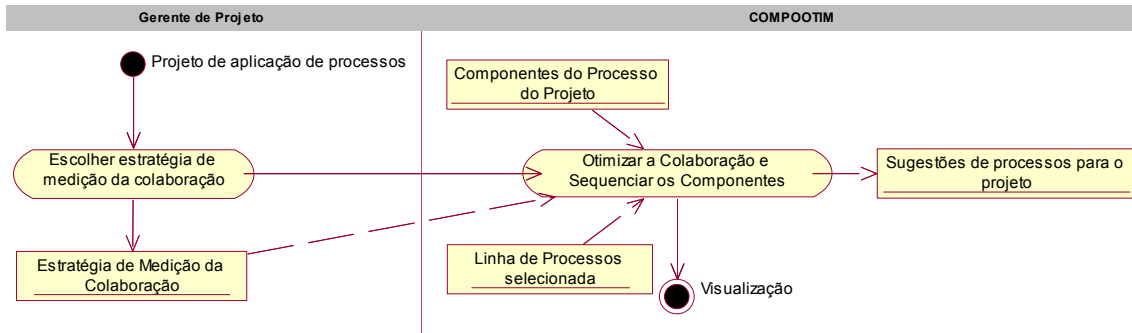 Gerente de Projeto
COMPOOTIM
Projeto de aplicação de processos
Componentes do Processo
do Projeto
Escolher estratégia de
medição da colaboração
Otimizar a Colaboração e
Sequenciar os Componentes
Sugestões de processos para o
projeto
Estratégia de Medição da
Colaboração
Linha de Processos
selecionada
Visualização